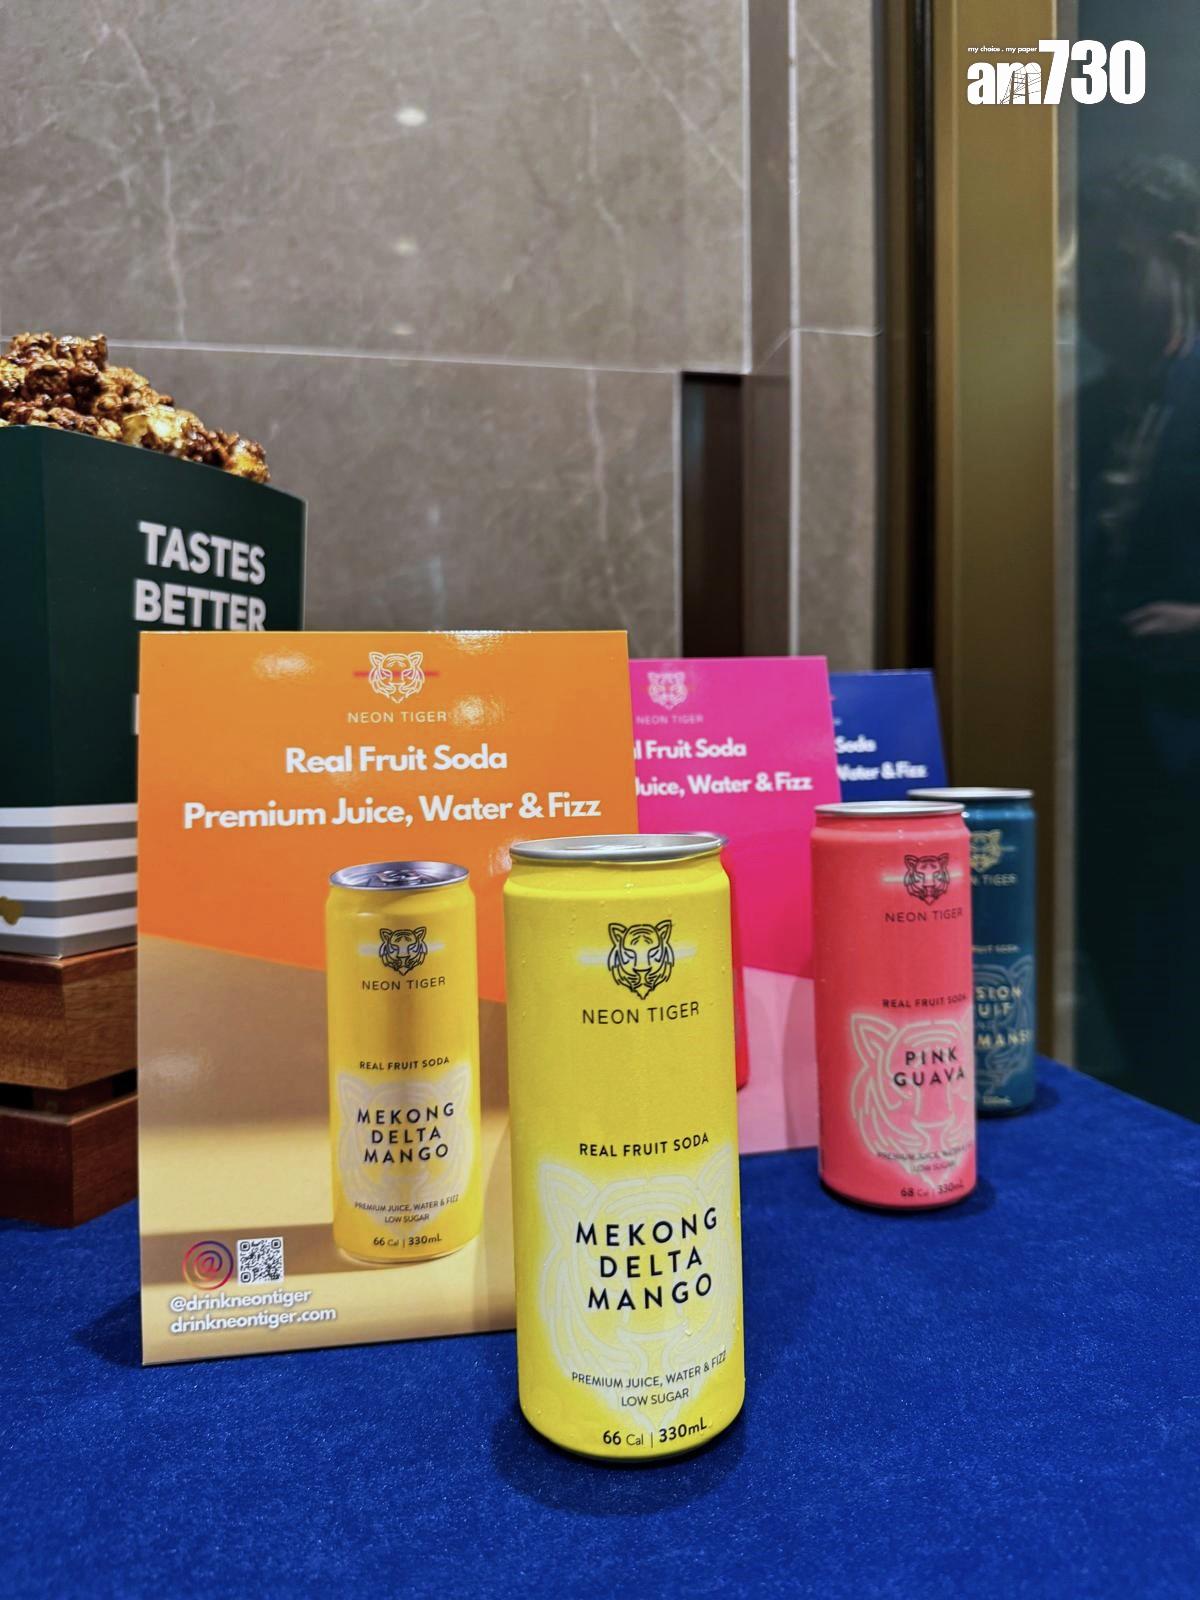 my choice . my paper
am730
TASTES
BETTER
NEON TIGER
Real Fruit Soda
Premium Juice, Water & Fizz
NEON TIGER
REAL FRUIT SODA
MEKONG
DELTA
MANGO
PREMIUM JUICE, WATER & FIZZ
LOW SUGAR
66 Cal | 330mL
@drinkneontiger
drinkneontiger.com
NEON TIGER
REAL FRUIT SODA
MEKONG
DELTA
MANGO
PREMIUM JUICE, WATER & FIZZ
LOW SUGAR
66 Cal | 330mL
NEON TIGER
Fruit Soda
Juice, Water & Fizz
NEON TIGER
REAL FRUIT SODA
PINK
GUAVA
LOW SUGAR
68 Cal | 330mL
Soda
Water & Fizz
TIGER
SODA